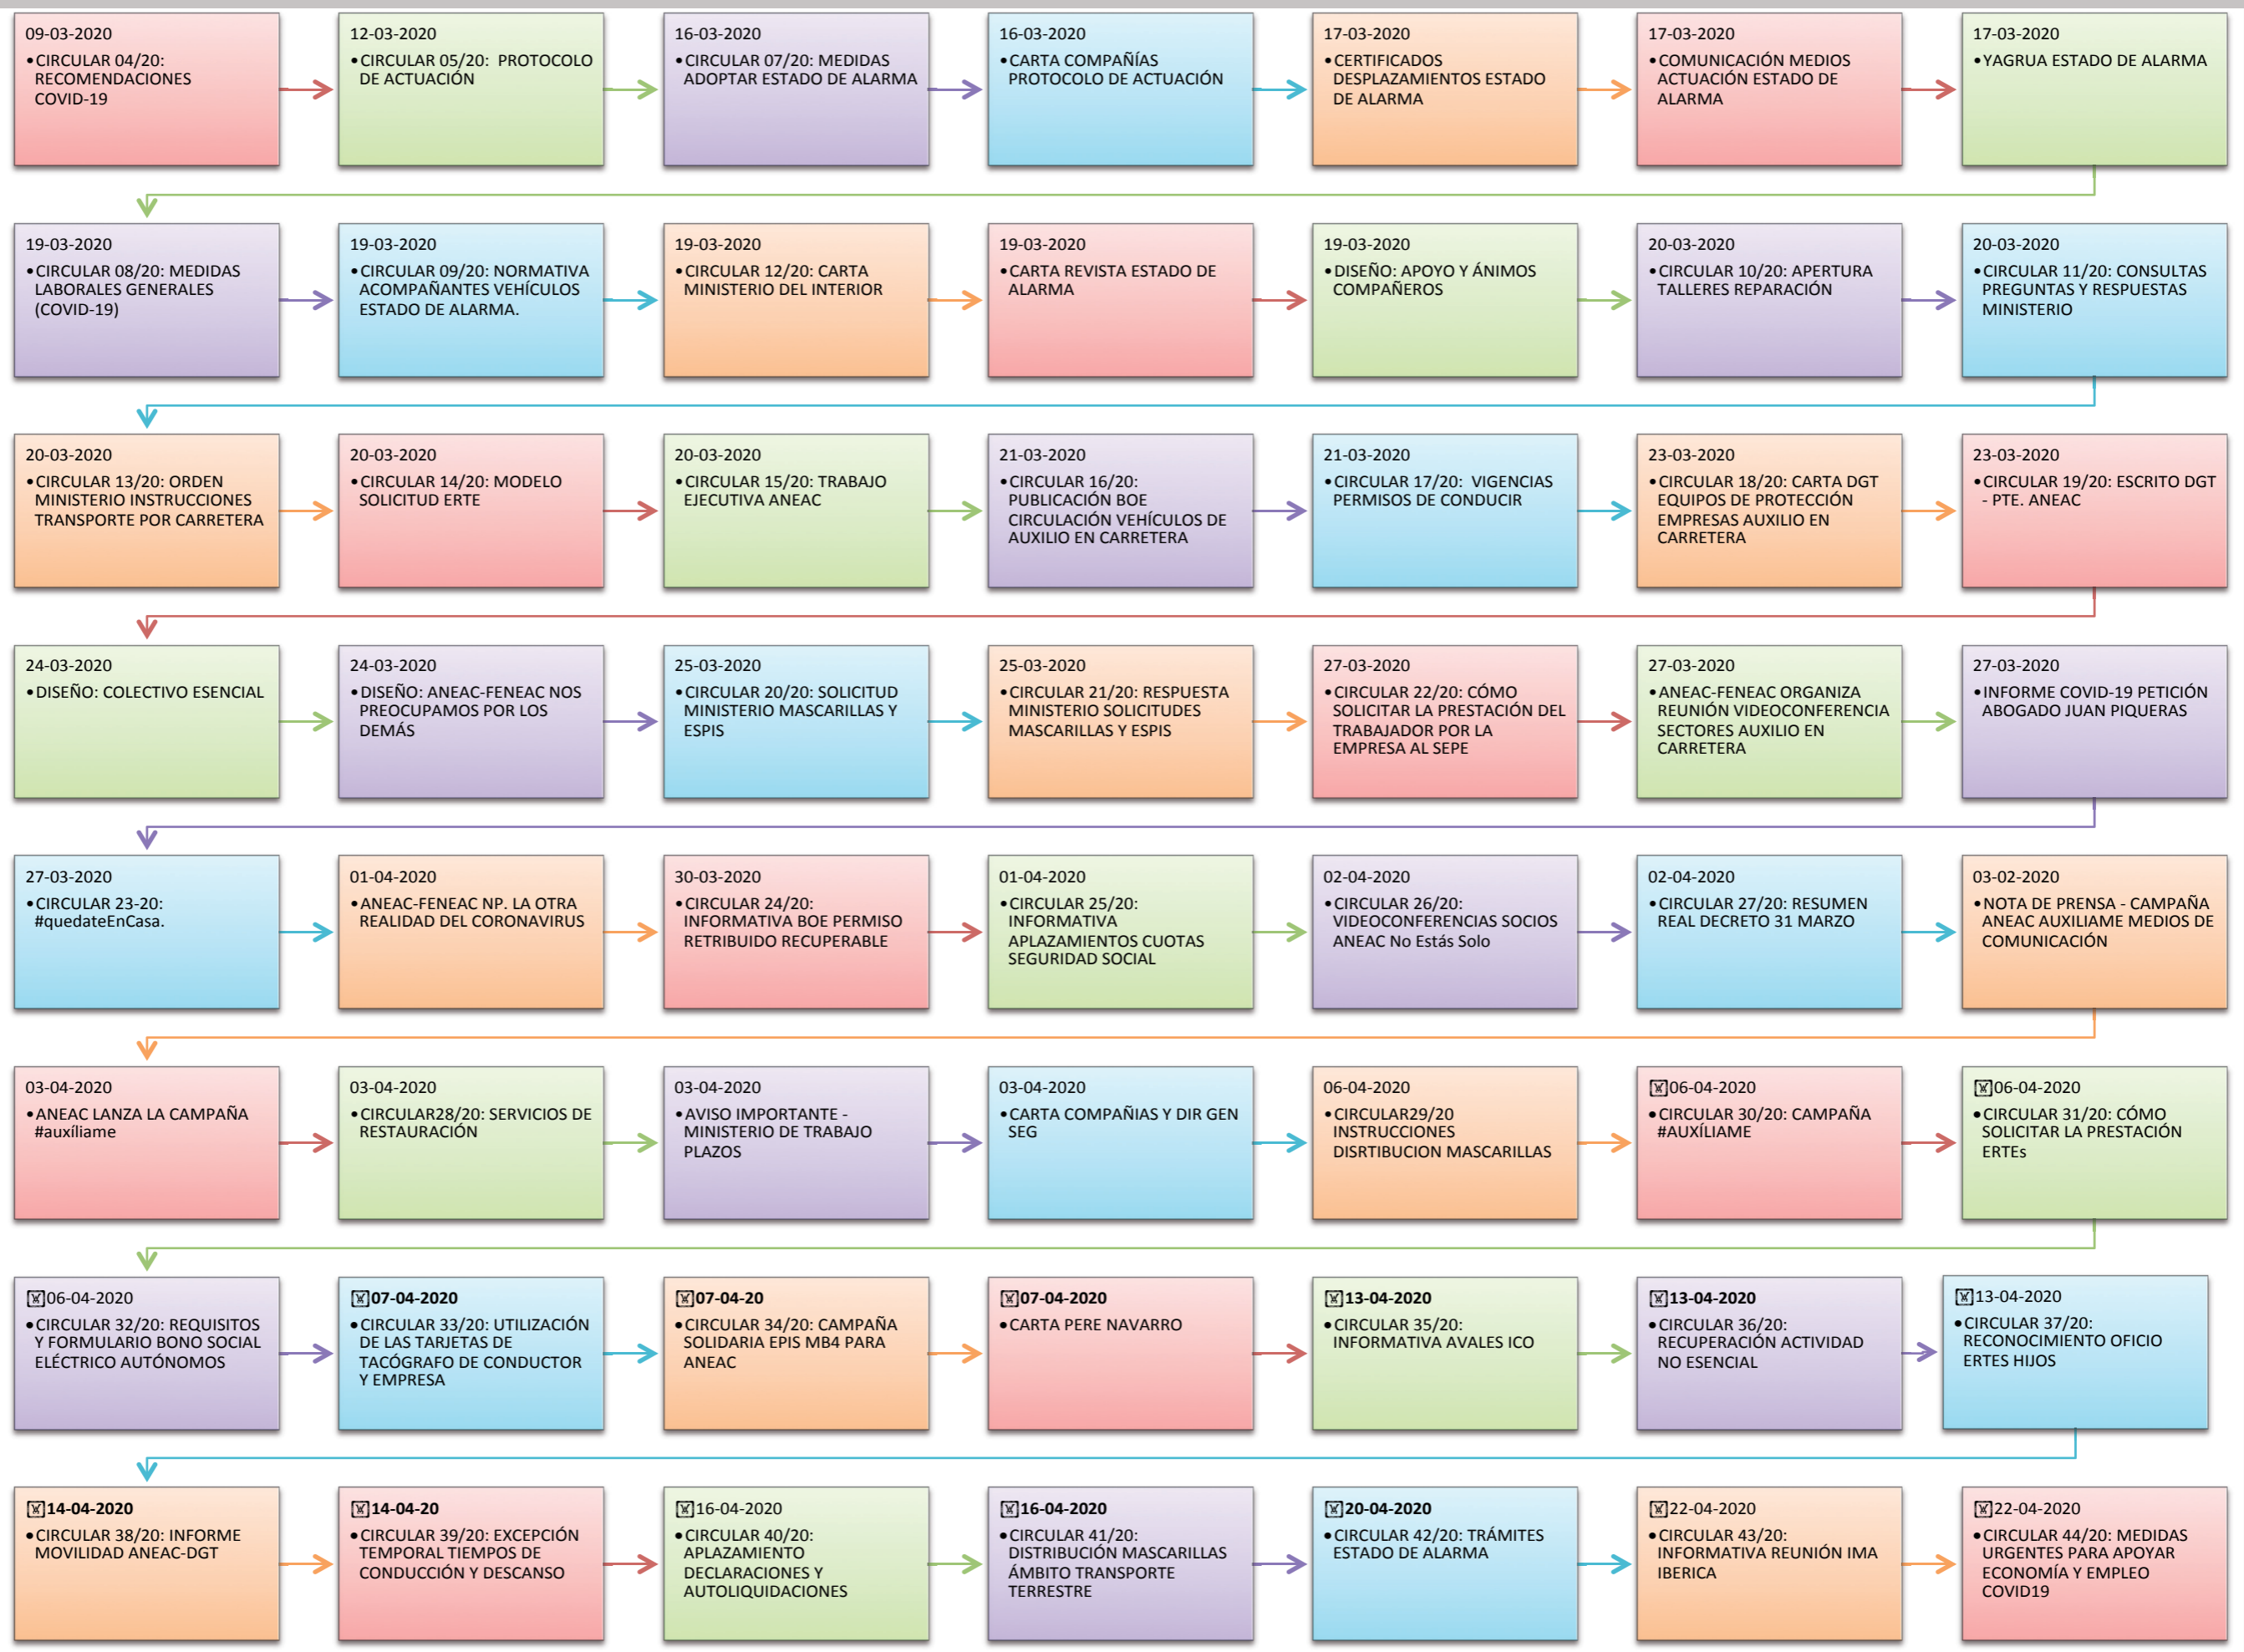 09-03-2020
•CIRCULAR 04/20:
RECOMENDACIONES
COVID-19
12-03-2020
•CIRCULAR 05/20:  PROTOCOLO
DE ACTUACIÓN
16-03-2020
•CIRCULAR 07/20: MEDIDAS
ADOPTAR ESTADO DE ALARMA
16-03-2020
•CARTA COMPAÑÍAS
PROTOCOLO DE ACTUACIÓN
17-03-2020
•CERTIFICADOS
DESPLAZAMIENTOS ESTADO
DE ALARMA
17-03-2020
•COMUNICACIÓN MEDIOS
ACTUACIÓN ESTADO DE
ALARMA
17-03-2020
•YAGRUA ESTADO DE ALARMA
19-03-2020
•CIRCULAR 08/20: MEDIDAS
LABORALES GENERALES
(COVID-19)
19-03-2020
•CIRCULAR 09/20: NORMATIVA
ACOMPAÑANTES VEHÍCULOS
ESTADO DE ALARMA.
19-03-2020
•CIRCULAR 12/20: CARTA
MINISTERIO DEL INTERIOR
19-03-2020
•CARTA REVISTA ESTADO DE
ALARMA
19-03-2020
•DISEÑO: APOYO Y ÁNIMOS
COMPAÑEROS
20-03-2020
•CIRCULAR 10/20: APERTURA
TALLERES REPARACIÓN
20-03-2020
•CIRCULAR 11/20: CONSULTAS
PREGUNTAS Y RESPUESTAS
MINISTERIO
20-03-2020
•CIRCULAR 13/20: ORDEN
MINISTERIO INSTRUCCIONES
TRANSPORTE POR CARRETERA
20-03-2020
•CIRCULAR 14/20: MODELO
SOLICITUD ERTE
20-03-2020
•CIRCULAR 15/20: TRABAJO
EJECUTIVA ANEAC
21-03-2020
•CIRCULAR 16/20:
PUBLICACIÓN BOE
CIRCULACIÓN VEHÍCULOS DE
AUXILIO EN CARRETERA
21-03-2020
•CIRCULAR 17/20:  VIGENCIAS
PERMISOS DE CONDUCIR
23-03-2020
•CIRCULAR 18/20: CARTA DGT
EQUIPOS DE PROTECCIÓN
EMPRESAS AUXILIO EN
CARRETERA
23-03-2020
•CIRCULAR 19/20: ESCRITO DGT
- PTE. ANEAC
24-03-2020
•DISEÑO: COLECTIVO ESENCIAL
24-03-2020
•DISEÑO: ANEAC-FENEAC NOS
PREOCUPAMOS POR LOS
DEMÁS
25-03-2020
•CIRCULAR 20/20: SOLICITUD
MINISTERIO MASCARILLAS Y
ESPIS
25-03-2020
•CIRCULAR 21/20: RESPUESTA
MINISTERIO SOLICITUDES
MASCARILLAS Y ESPIS
27-03-2020
•CIRCULAR 22/20: CÓMO
SOLICITAR LA PRESTACIÓN DEL
TRABAJADOR POR LA
EMPRESA AL SEPE
27-03-2020
•ANEAC-FENEAC ORGANIZA
REUNIÓN VIDEOCONFERENCIA
SECTORES AUXILIO EN
CARRETERA
27-03-2020
•INFORME COVID-19 PETICIÓN
ABOGADO JUAN PIQUERAS
27-03-2020
•CIRCULAR 23-20:
#quedateEnCasa.
01-04-2020
•ANEAC-FENEAC NP. LA OTRA
REALIDAD DEL CORONAVIRUS
30-03-2020
•CIRCULAR 24/20:
INFORMATIVA BOE PERMISO
RETRIBUIDO RECUPERABLE
01-04-2020
•CIRCULAR 25/20:
INFORMATIVA
APLAZAMIENTOS CUOTAS
SEGURIDAD SOCIAL
02-04-2020
•CIRCULAR 26/20:
VIDEOCONFERENCIAS SOCIOS
ANEAC No Estás Solo
02-04-2020
•CIRCULAR 27/20: RESUMEN
REAL DECRETO 31 MARZO
03-02-2020
•NOTA DE PRENSA - CAMPAÑA
ANEAC AUXILIAME MEDIOS DE
COMUNICACIÓN
03-04-2020
•ANEAC LANZA LA CAMPAÑA
#auxíliame
03-04-2020
•CIRCULAR28/20: SERVICIOS DE
RESTAURACIÓN
03-04-2020
•AVISO IMPORTANTE -
MINISTERIO DE TRABAJO
PLAZOS
03-04-2020
•CARTA COMPAÑIAS Y DIR GEN
SEG
06-04-2020
•CIRCULAR29/20
INSTRUCCIONES
DISRTIBUCION MASCARILLAS
06-04-2020
•CIRCULAR 30/20: CAMPAÑA
#AUXÍLIAME
06-04-2020
•CIRCULAR 31/20: CÓMO
SOLICITAR LA PRESTACIÓN
ERTEs
06-04-2020
•CIRCULAR 32/20: REQUISITOS
Y FORMULARIO BONO SOCIAL
ELÉCTRICO AUTÓNOMOS
07-04-2020
•CIRCULAR 33/20: UTILIZACIÓN
DE LAS TARJETAS DE
TACÓGRAFO DE CONDUCTOR
Y EMPRESA
07-04-20
•CIRCULAR 34/20: CAMPAÑA
SOLIDARIA EPIS MB4 PARA
ANEAC
07-04-2020
•CARTA PERE NAVARRO
13-04-2020
•CIRCULAR 35/20:
INFORMATIVA AVALES ICO
13-04-2020
•CIRCULAR 36/20:
RECUPERACIÓN ACTIVIDAD
NO ESENCIAL
13-04-2020
•CIRCULAR 37/20:
RECONOCIMIENTO OFICIO
ERTES HIJOS
14-04-2020
•CIRCULAR 38/20: INFORME
MOVILIDAD ANEAC-DGT
14-04-20
•CIRCULAR 39/20: EXCEPCIÓN
TEMPORAL TIEMPOS DE
CONDUCCIÓN Y DESCANSO
16-04-2020
•CIRCULAR 40/20:
APLAZAMIENTO
DECLARACIONES Y
AUTOLIQUIDACIONES
16-04-2020
•CIRCULAR 41/20:
DISTRIBUCIÓN MASCARILLAS
ÁMBITO TRANSPORTE
TERRESTRE
20-04-2020
•CIRCULAR 42/20: TRÁMITES
ESTADO DE ALARMA
22-04-2020
•CIRCULAR 43/20:
INFORMATIVA REUNIÓN IMA
IBERICA
22-04-2020
•CIRCULAR 44/20: MEDIDAS
URGENTES PARA APOYAR
ECONOMÍA Y EMPLEO
COVID19